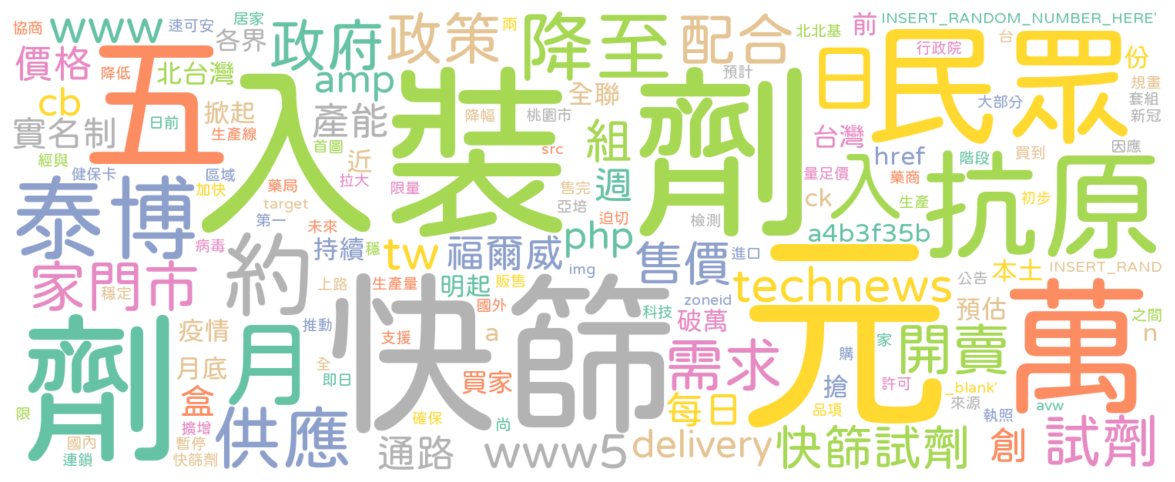 協商
速可安
居家
www
各界
價格
降低
北台灣
cb
日前
掀起
實名制
生產線
政府
amp
產能
首圖
政策
兩
配合
降至
預計
全聯
北北基
前
INSERT_RANDOM_NUMBER_HERE'
行政院
台
份
規畫
大部分
套組
新冠
因應
五
入
裝
劑
日
民眾
經與
健保卡
區域
加快
藥局
近
拉大
限量
降幅
桃園市
src
組
週
台灣
href
階段
買到
量足價
藥商
生產
初步
入
抗原
泰博
target
第一
未來
病毒
約
持續
穩
tw
福爾威
售完
亞培
迫切
php
檢測
售價
進口
ck
a4b3f35b
家門市
穩定
上路
生產量
明起
販售
img
國外
科技
zoneid
破萬
technews
公告
本土
INSERT_RAND
預估
之間
n
劑
疫情
月底
月
推動
快篩
支援
a
元
購
家
許可
開賣
_blank'
來源
萬
avw
執照
限
盒
擴增
國內
連鎖
暫停
快篩劑
供應
全
即日
買家
確保
尚
通路
www5
需求
每日
搶
品項
delivery
快篩試劑
創
試劑